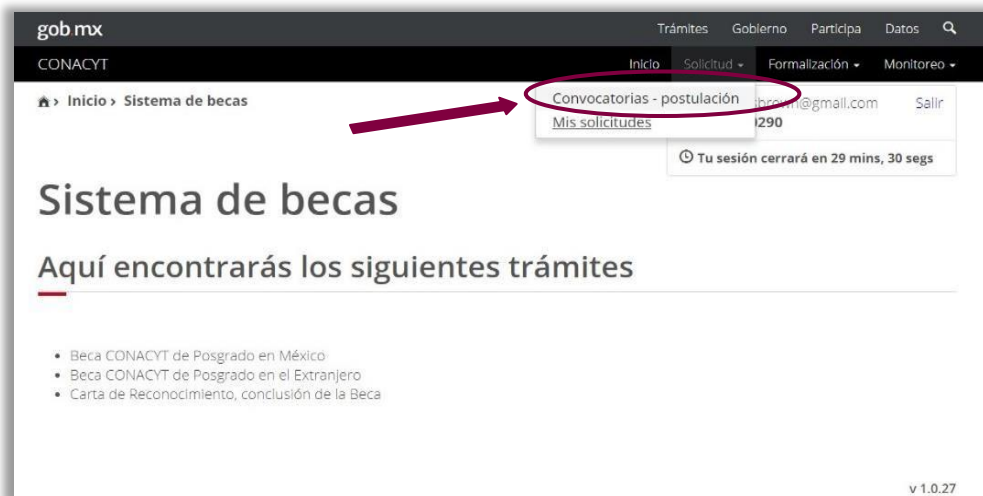 gob.mx
Trámites Gobierno Participa Datos
CONACYT
Inicio Solicitud Formalización Monitoreo
Inicio › Sistema de becas
Convocatorias - postulación
Mis solicitudes
@gmail.com Salir
0290
Tu sesión cerrará en 29 mins, 30 segs
Sistema de becas
Aquí encontrarás los siguientes trámites
• Beca CONACYT de Posgrado en México
• Beca CONACYT de Posgrado en el Extranjero
• Carta de Reconocimiento, conclusión de la Beca
v 1.0.27